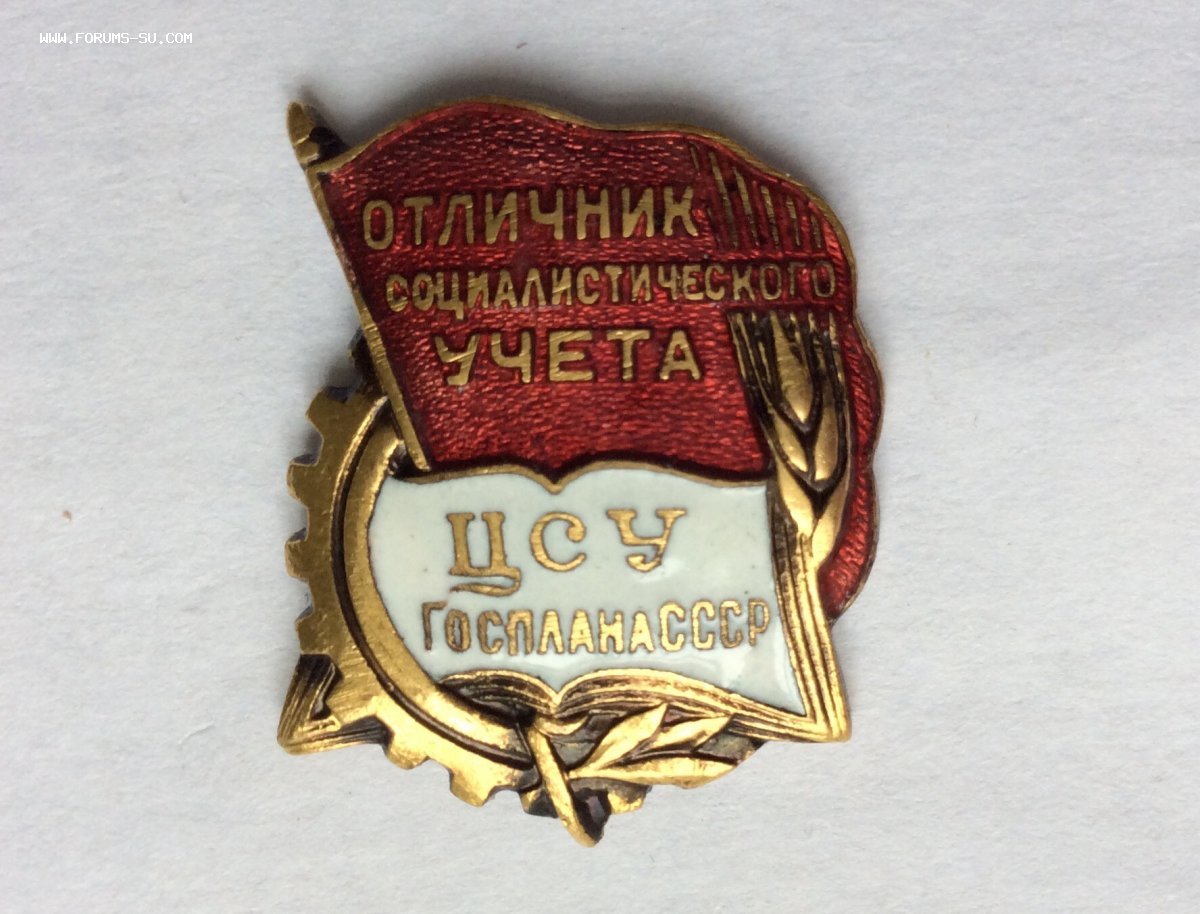 WWW.FORUMS-SU.COM
ОТЛИЧНИК
СОЦИАЛИСТИЧЕСКОГО
УЧЕТА
ЦСУ
ГОСПЛАНА СССР